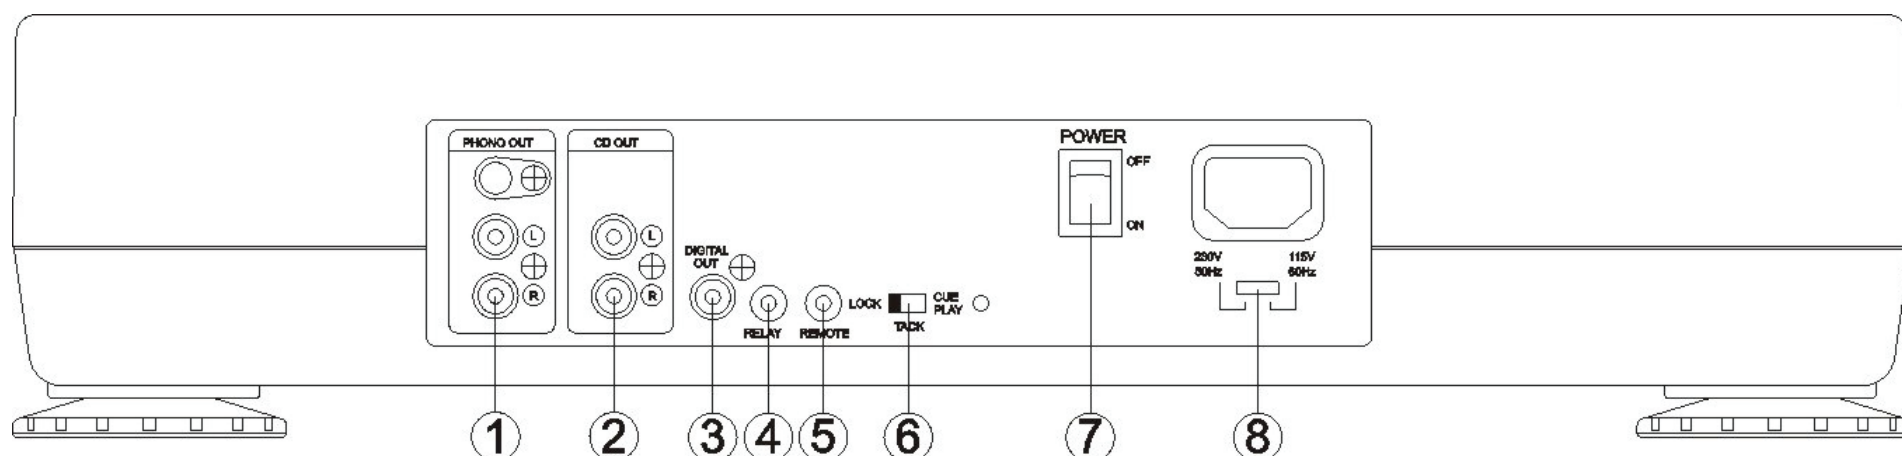 PHONO OUT
CD OUT
POWER
OFF
ON
L
R
L
R
DIGITAL
OUT
RELAY
REMOTE
LOCK
TACK
CUE
PLAY
230V
50Hz
115V
60Hz
1
2
3
4
5
6
7
8